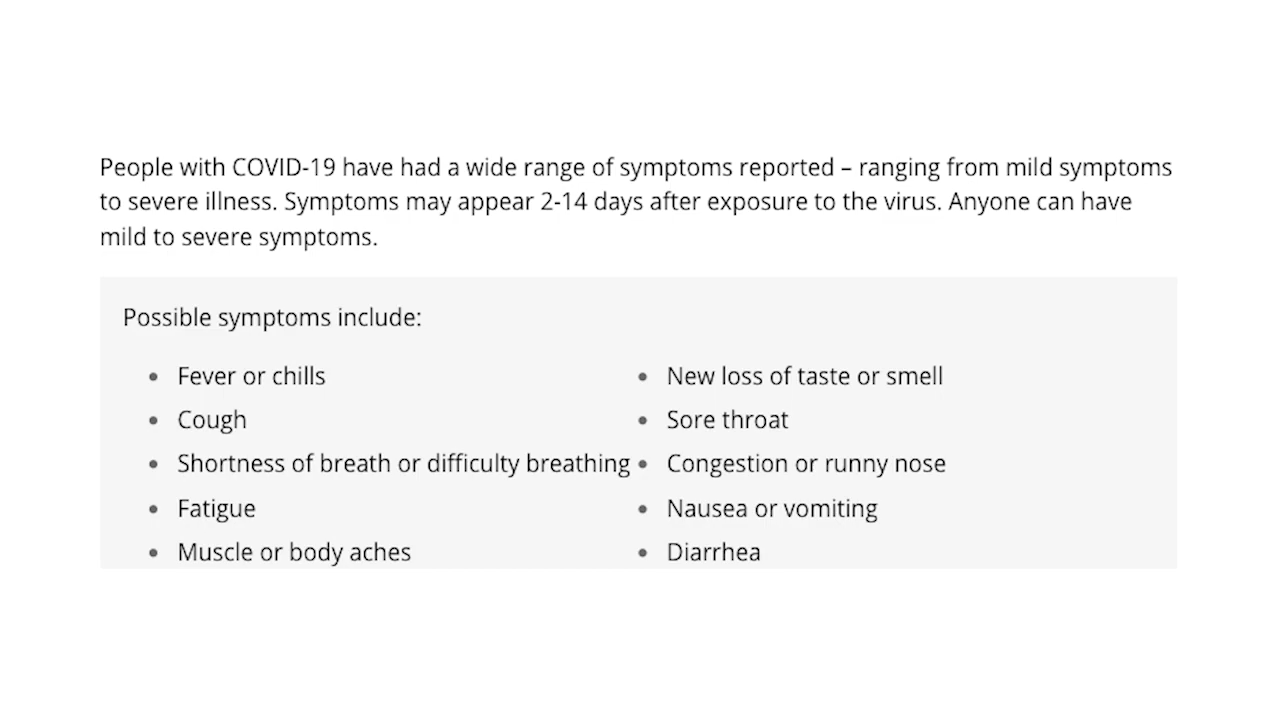 People with COVID-19 have had a wide range of symptoms reported – ranging from mild symptoms
to severe illness. Symptoms may appear 2-14 days after exposure to the virus. Anyone can have
mild to severe symptoms.
Possible symptoms include:
• Fever or chills
• Cough
• Shortness of breath or difficulty breathing
• Fatigue
• Muscle or body aches
• New loss of taste or smell
• Sore throat
• Congestion or runny nose
• Nausea or vomiting
• Diarrhea